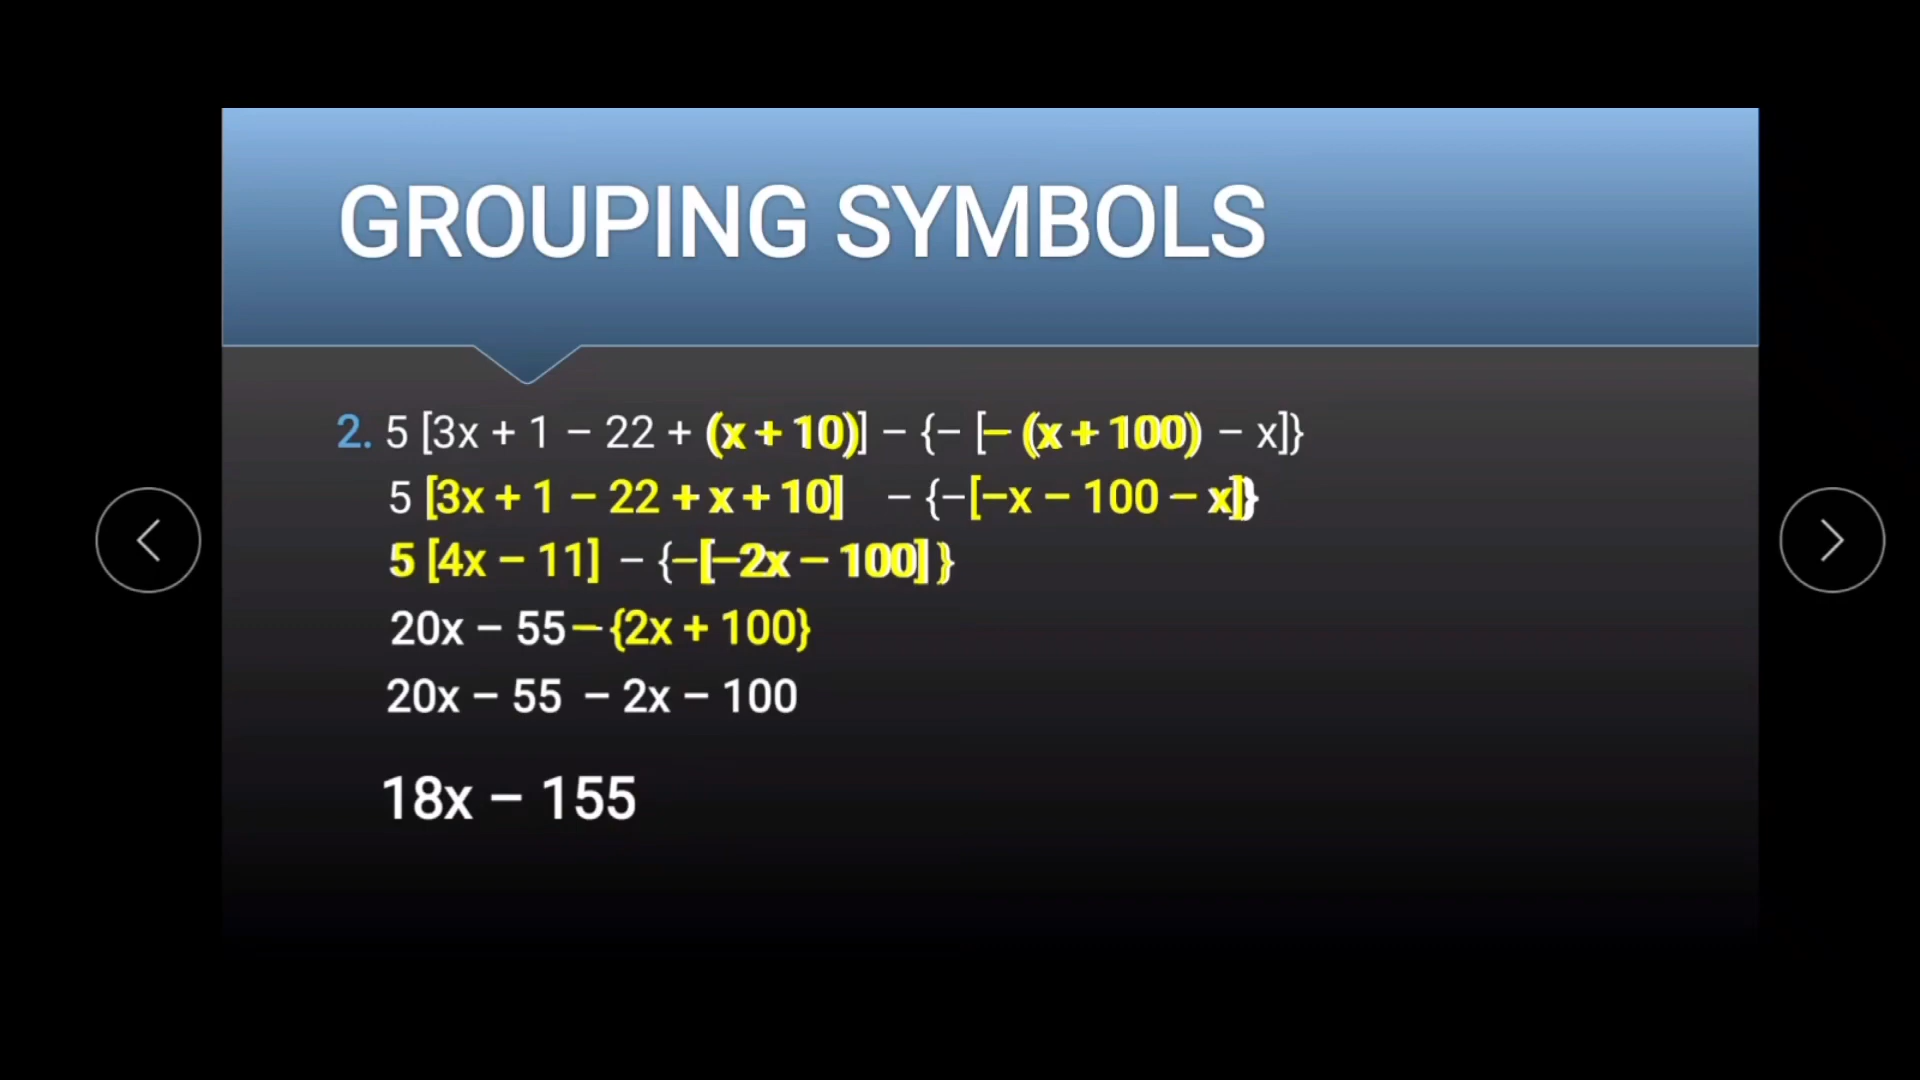 GROUPING SYMBOLS
2. 5 [3x + 1 – 22 + (x + 10)] – {– [– (x + 100) – x]}
5 [3x + 1 – 22 + x + 10] – {–[–x – 100 – x]}
5 [4x – 11] – {–[–2x – 100] }
20x – 55 – {2x + 100}
20x – 55 – 2x – 100
18x – 155